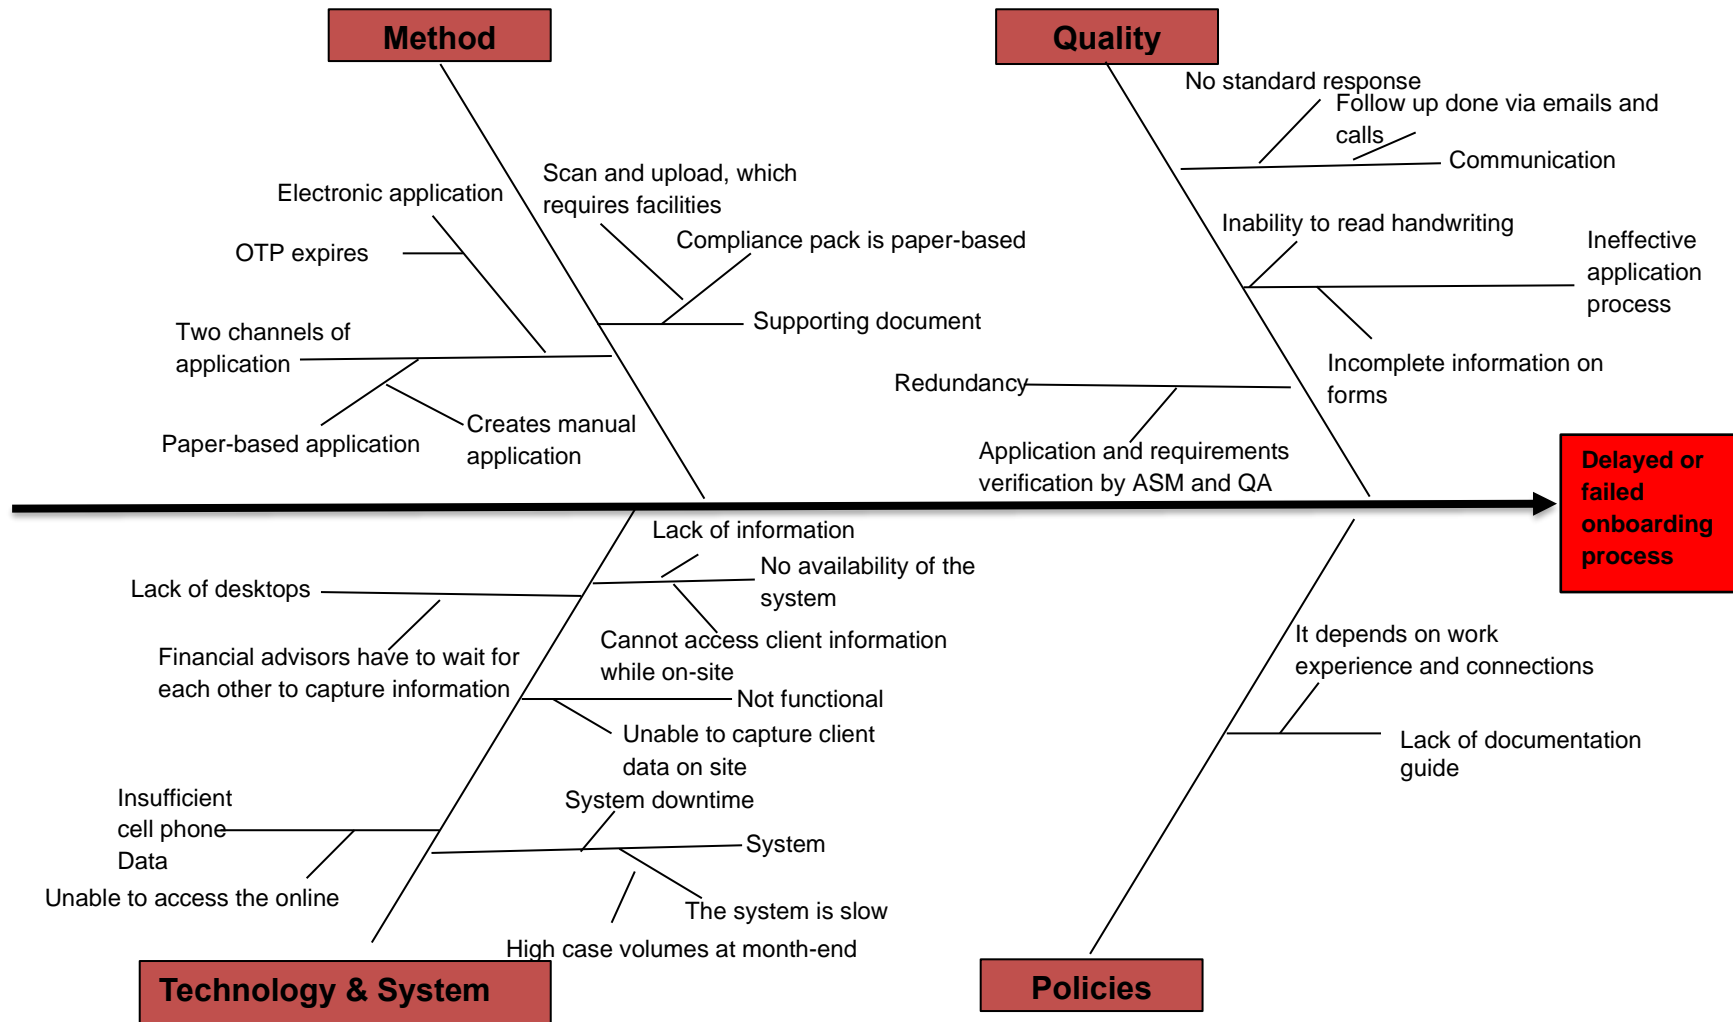 Method
Quality
No standard response
Follow up done via emails and
calls
Communication
Scan and upload, which
requires facilities
Electronic application
Compliance pack is paper-based
OTP expires
Inability to read handwriting
Ineffective
application
process
Two channels of
application
Supporting document
Incomplete information on
forms
Redundancy
Paper-based application
Creates manual
application
Application and requirements
verification by ASM and QA
Delayed or
failed
onboarding
process
Lack of information
No availability of the
system
Lack of desktops
Cannot access client information
while on-site
Financial advisors have to wait for
each other to capture information
It depends on work
experience and connections
Not functional
Unable to capture client
data on site
Lack of documentation
guide
Insufficient
cell phone
Data
System downtime
System
Unable to access the online
The system is slow
High case volumes at month-end
Technology & System
Policies